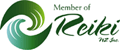 Member of
Reiki
NZ Inc.